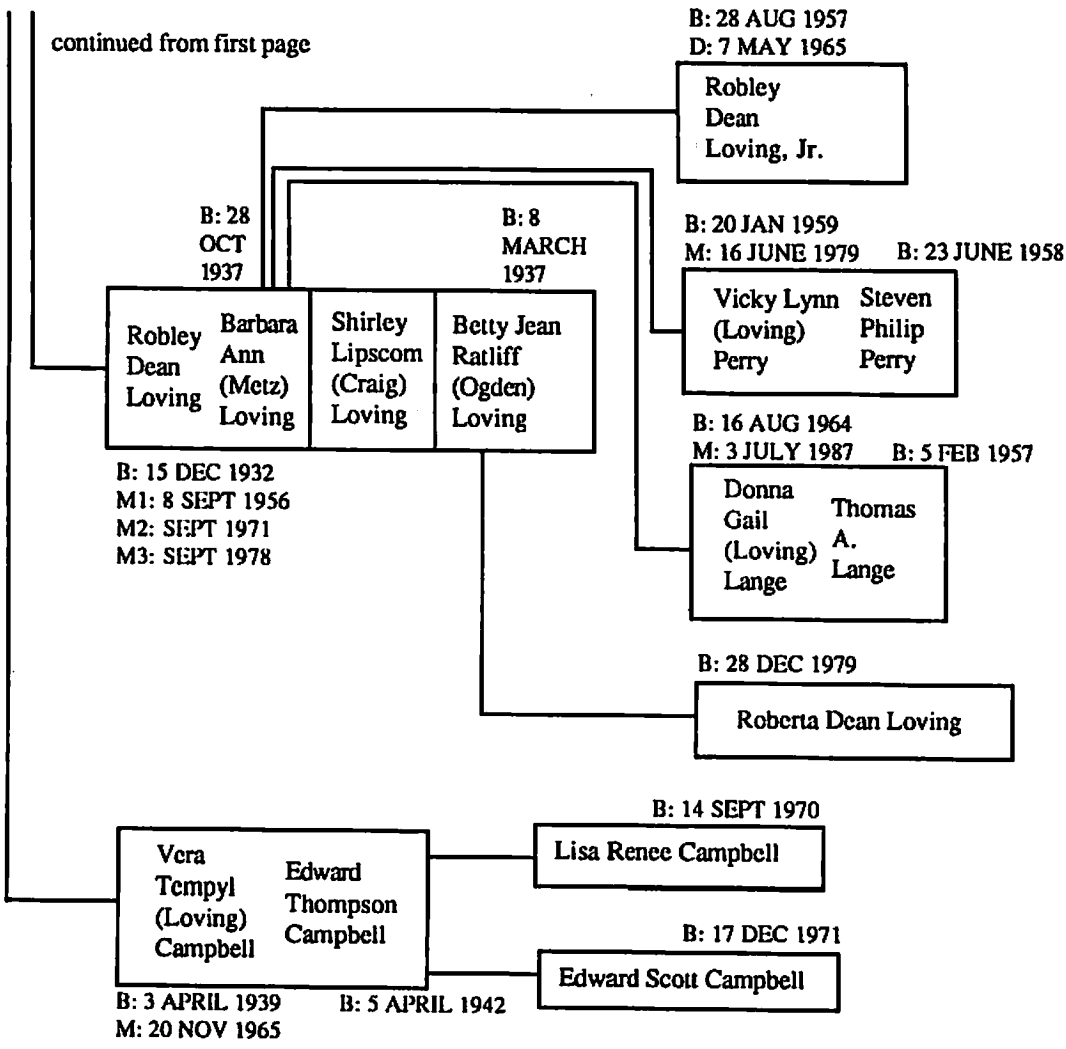 continued from first page
B: 28 AUG 1957
D: 7 MAY 1965
Robley
Dean
Loving, Jr.
B: 28
OCT
1937
B: 8
MARCH
1937
Robley
Dean
Loving
Barbara
Ann
(Metz)
Loving
Shirley
Lipscom
(Craig)
Loving
Betty Jean
Ratliff
(Ogden)
Loving
B: 15 DEC 1932
M1: 8 SEPT 1956
M2: SEPT 1971
M3: SEPT 1978
B: 20 JAN 1959
M: 16 JUNE 1979
B: 23 JUNE 1958
Vicky Lynn
(Loving)
Perry
Steven
Philip
Perry
B: 16 AUG 1964
M: 3 JULY 1987
B: 5 FEB 1957
Donna
Gail
(Loving)
Lange
Thomas
A.
Lange
B: 28 DEC 1979
Roberta Dean Loving
Vera
Tempyl
(Loving)
Campbell
Edward
Thompson
Campbell
B: 3 APRIL 1939
M: 20 NOV 1965
B: 5 APRIL 1942
B: 14 SEPT 1970
Lisa Renee Campbell
B: 17 DEC 1971
Edward Scott Campbell